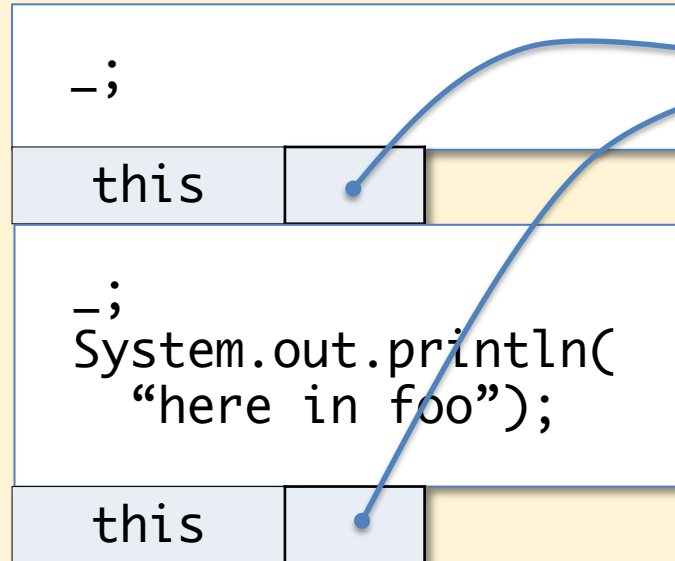 _;
this
_;
System.out.println(
“here in foo”);
this